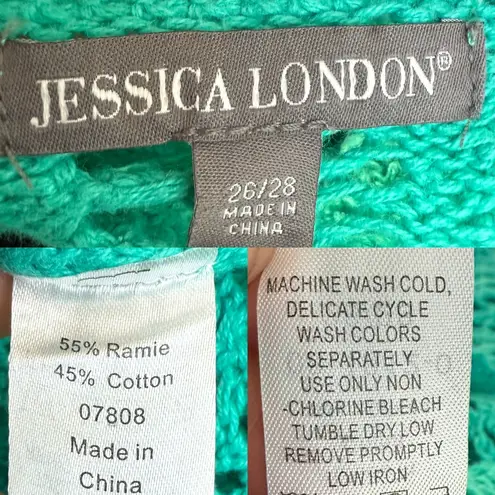 JESSICA LONDON®
26/28
MADE IN
CHINA
55% Ramie
45% Cotton
07808
Made in
China
MACHINE WASH COLD,
DELICATE CYCLE
WASH COLORS
SEPARATELY
USE ONLY NON
-CHLORINE BLEACH
TUMBLE DRY LOW
REMOVE PROMPTLY
LOW IRON